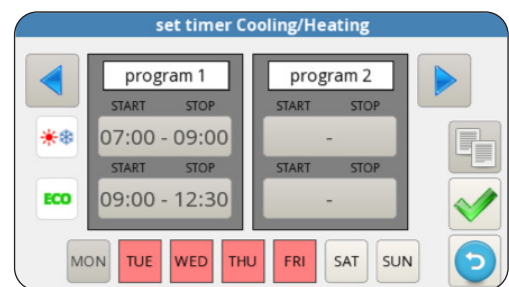 set timer Cooling/Heating
program 1 program 2
START STOP START STOP
07:00 - 09:00 -
START STOP START STOP
ECO 09:00 - 12:30 -
MON TUE WED THU FRI SAT SUN